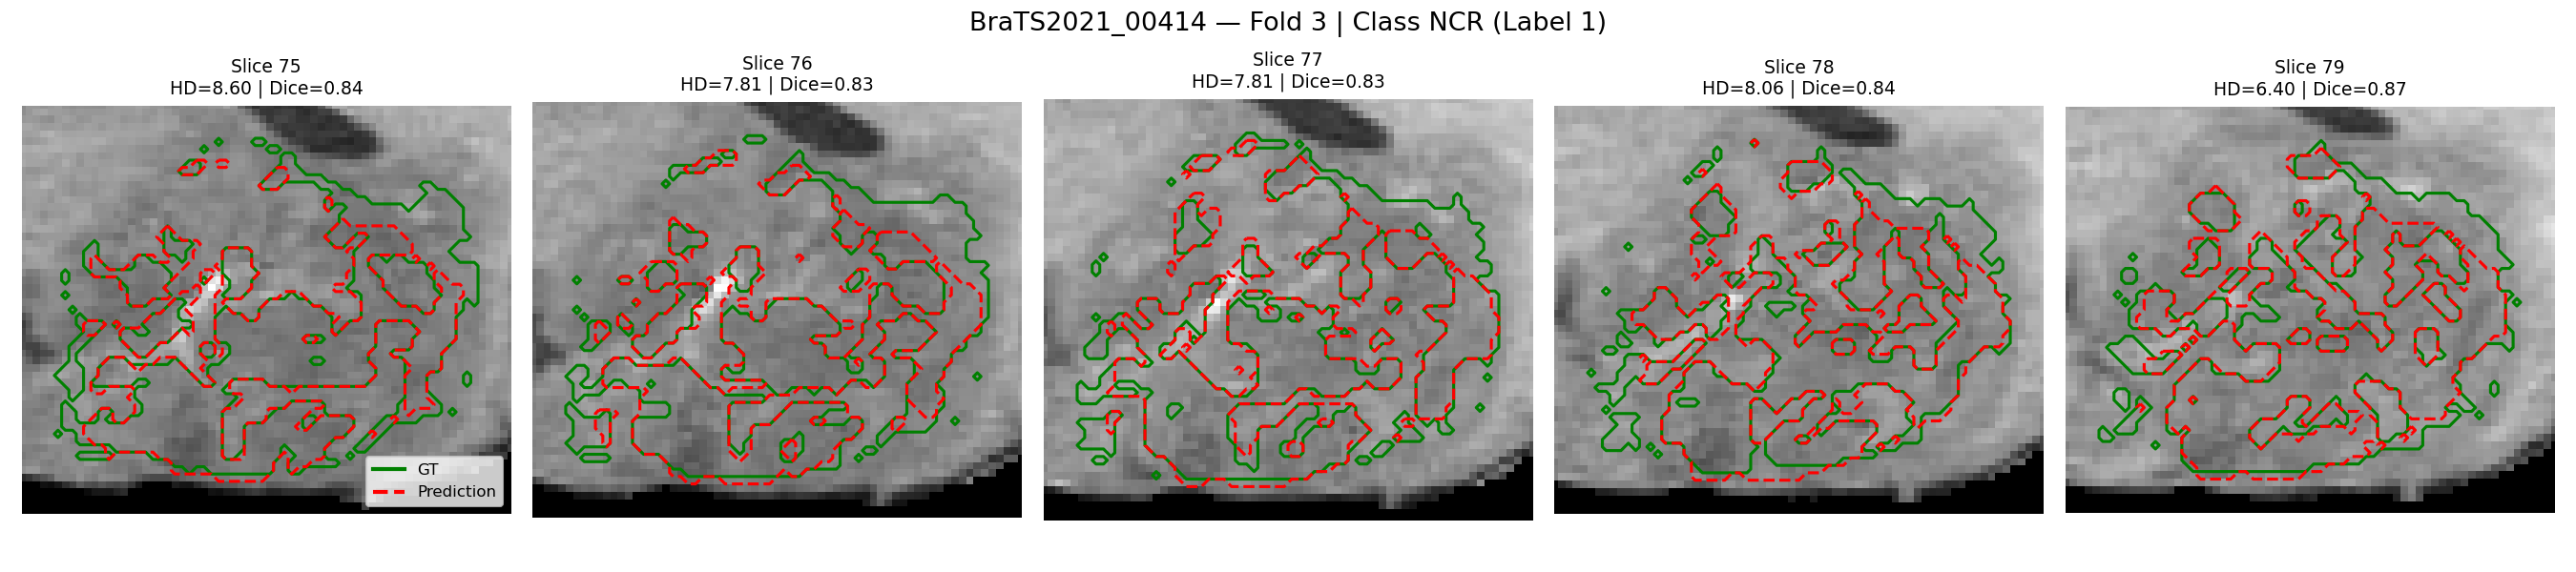 BraTS2021_00414 — Fold 3 | Class NCR (Label 1)
Slice 75
HD=8.60 | Dice=0.84
Slice 76
HD=7.81 | Dice=0.83
Slice 77
HD=7.81 | Dice=0.83
Slice 78
HD=8.06 | Dice=0.84
Slice 79
HD=6.40 | Dice=0.87
GT
Prediction